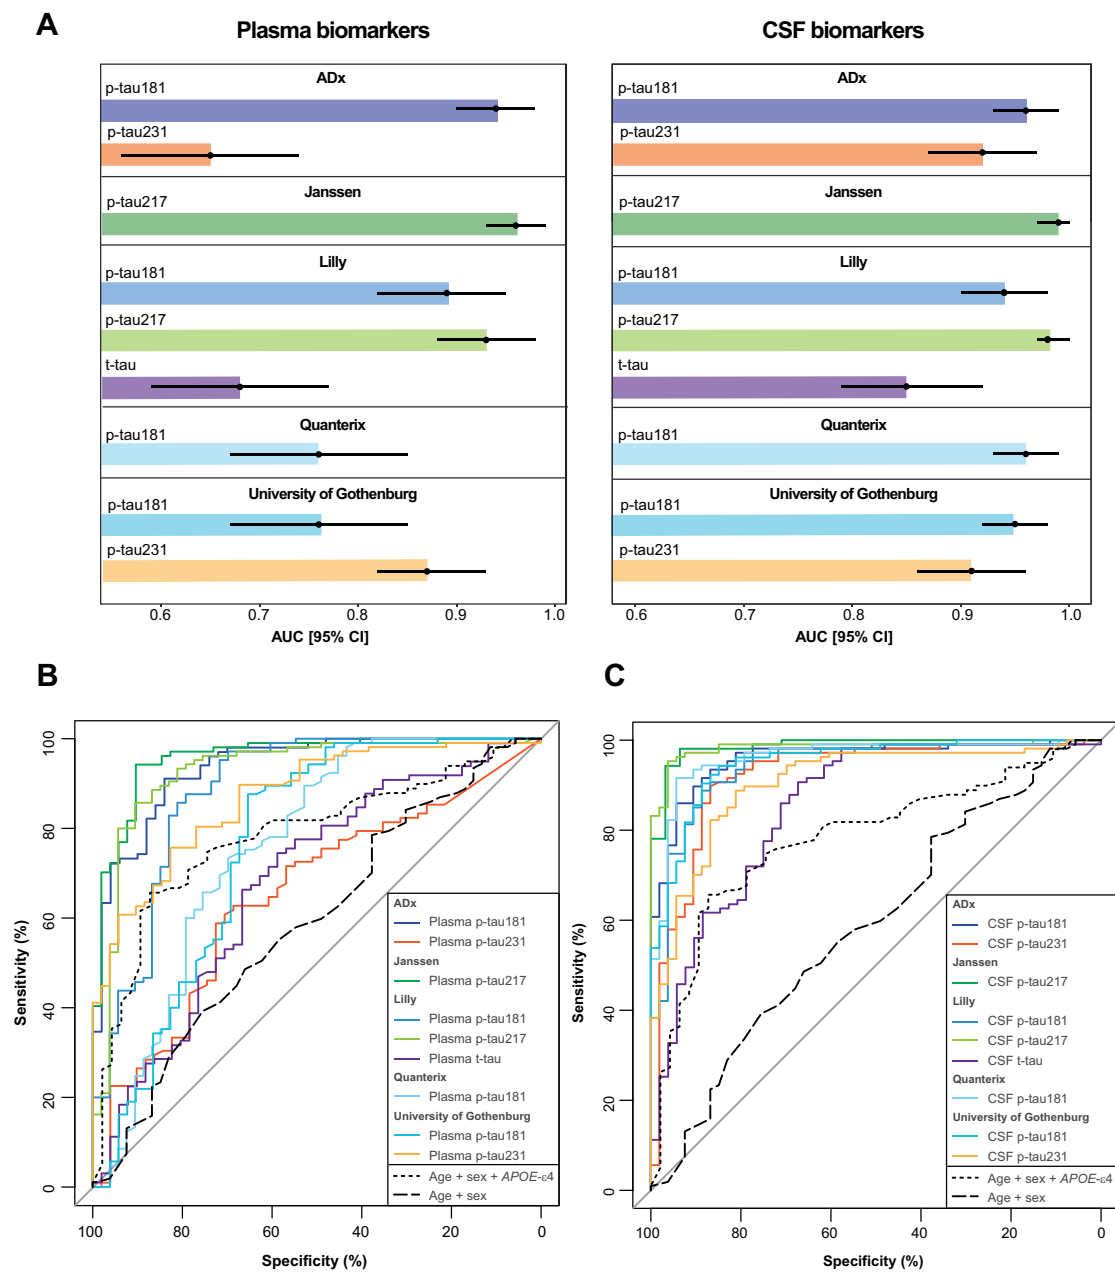 A
Plasma biomarkers
CSF biomarkers
ADx
p-tau181
p-tau231
Janssen
p-tau217
Lilly
p-tau181
p-tau217
t-tau
Quanterix
p-tau181
University of Gothenburg
p-tau181
p-tau231
0.6 0.7 0.8 0.9 1.0
AUC [95% CI]
ADx
p-tau181
p-tau231
Janssen
p-tau217
Lilly
p-tau181
p-tau217
t-tau
Quanterix
p-tau181
University of Gothenburg
p-tau181
p-tau231
0.6 0.7 0.8 0.9 1.0
AUC [95% CI]
B
Sensitivity (%)
100
80
60
40
20
0
ADx
Plasma p-tau181
Plasma p-tau231
Janssen
Plasma p-tau217
Lilly
Plasma p-tau181
Plasma p-tau217
Plasma t-tau
Quanterix
Plasma p-tau181
University of Gothenburg
Plasma p-tau181
Plasma p-tau231
Age + sex + APOE-ε4
Age + sex
100 80 60 40 20 0
Specificity (%)
C
Sensitivity (%)
100
80
60
40
20
0
ADx
CSF p-tau181
CSF p-tau231
Janssen
CSF p-tau217
Lilly
CSF p-tau181
CSF p-tau217
CSF t-tau
Quanterix
CSF p-tau181
University of Gothenburg
CSF p-tau181
CSF p-tau231
Age + sex + APOE-ε4
Age + sex
100 80 60 40 20 0
Specificity (%)